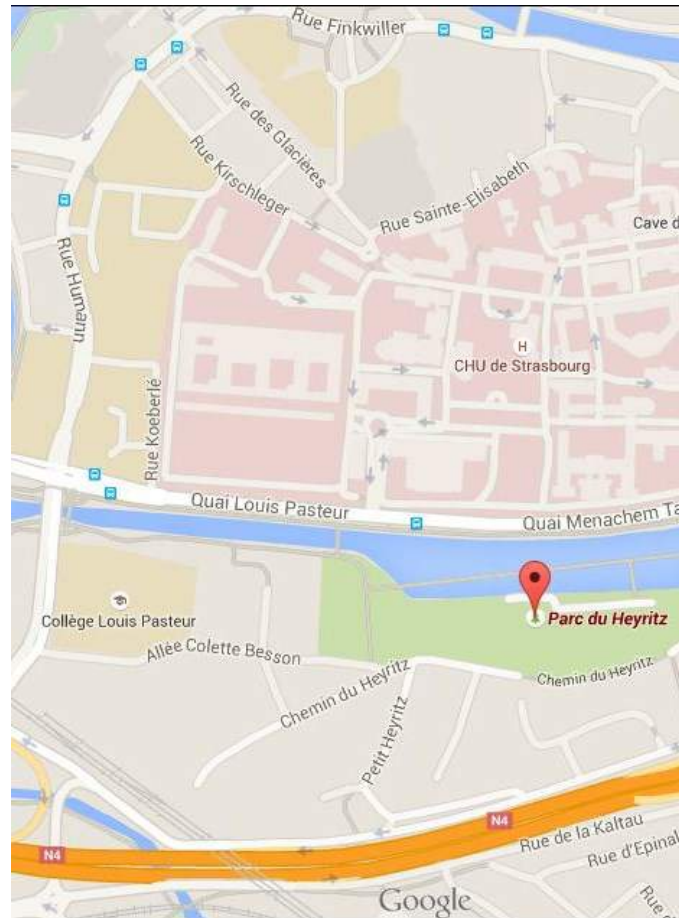 Rue Finkwiller
Rue des Glacières
Rue Kirschleger
Rue Sainte-Elisabeth
Cave d
Rue Humann
H
CHU de Strasbourg
Rue Koeberlé
Quai Louis Pasteur
Quai Menachem Ta
Collège Louis Pasteur
Parc du Heyritz
Allée Colette Besson
Chemin du Heyritz
Chemin du Heyritz
Petit Heyritz
N4
N4
Rue de la Kaltau
Rue d'Epinal
Rue d
Google